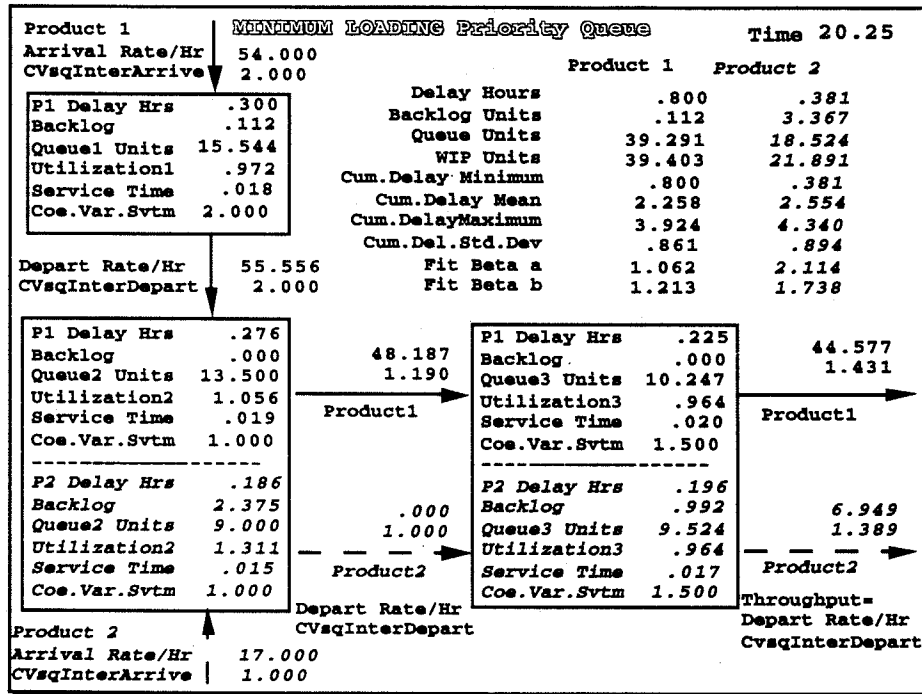 MINIMUM LOADING Priority Queue
Time 20.25
Product 1
Arrival Rate/Hr 54.000
CVsqInterArrive 2.000
Product 1 Product 2
Delay Hours .800 .381
Backlog Units .112 3.367
Queue Units 39.291 18.524
WIP Units 39.403 21.891
Cum.Delay Minimum .800 .381
Cum.Delay Mean 2.258 2.554
Cum.DelayMaximum 3.924 4.340
Cum.Del.Std.Dev .861 .894
Fit Beta a 1.062 2.114
Fit Beta b 1.213 1.738
P1 Delay Hrs .300
Backlog .112
Queue1 Units 15.544
Utilization1 .972
Service Time .018
Coe.Var.Svtm 2.000
Depart Rate/Hr 55.556
CVsqInterDepart 2.000
P1 Delay Hrs .276
Backlog .000
Queue2 Units 13.500
Utilization2 1.056
Service Time .019
Coe.Var.Svtm 1.000
P2 Delay Hrs .186
Backlog 2.375
Queue2 Units 9.000
Utilization2 1.311
Service Time .015
Coe.Var.Svtm 1.000
48.187
1.190
Product1
.000
1.000
Product2
Depart Rate/Hr
CVsqInterDepart
P1 Delay Hrs .225
Backlog .000
Queue3 Units 10.247
Utilization3 .964
Service Time .020
Coe.Var.Svtm 1.500
P2 Delay Hrs .196
Backlog .992
Queue3 Units 9.524
Utilization3 .964
Service Time .017
Coe.Var.Svtm 1.500
44.577
1.431
Product1
6.949
1.389
Product2
Throughput=
Depart Rate/Hr
CvsqInterDepart
Product 2
Arrival Rate/Hr 17.000
CVsqInterArrive 1.000